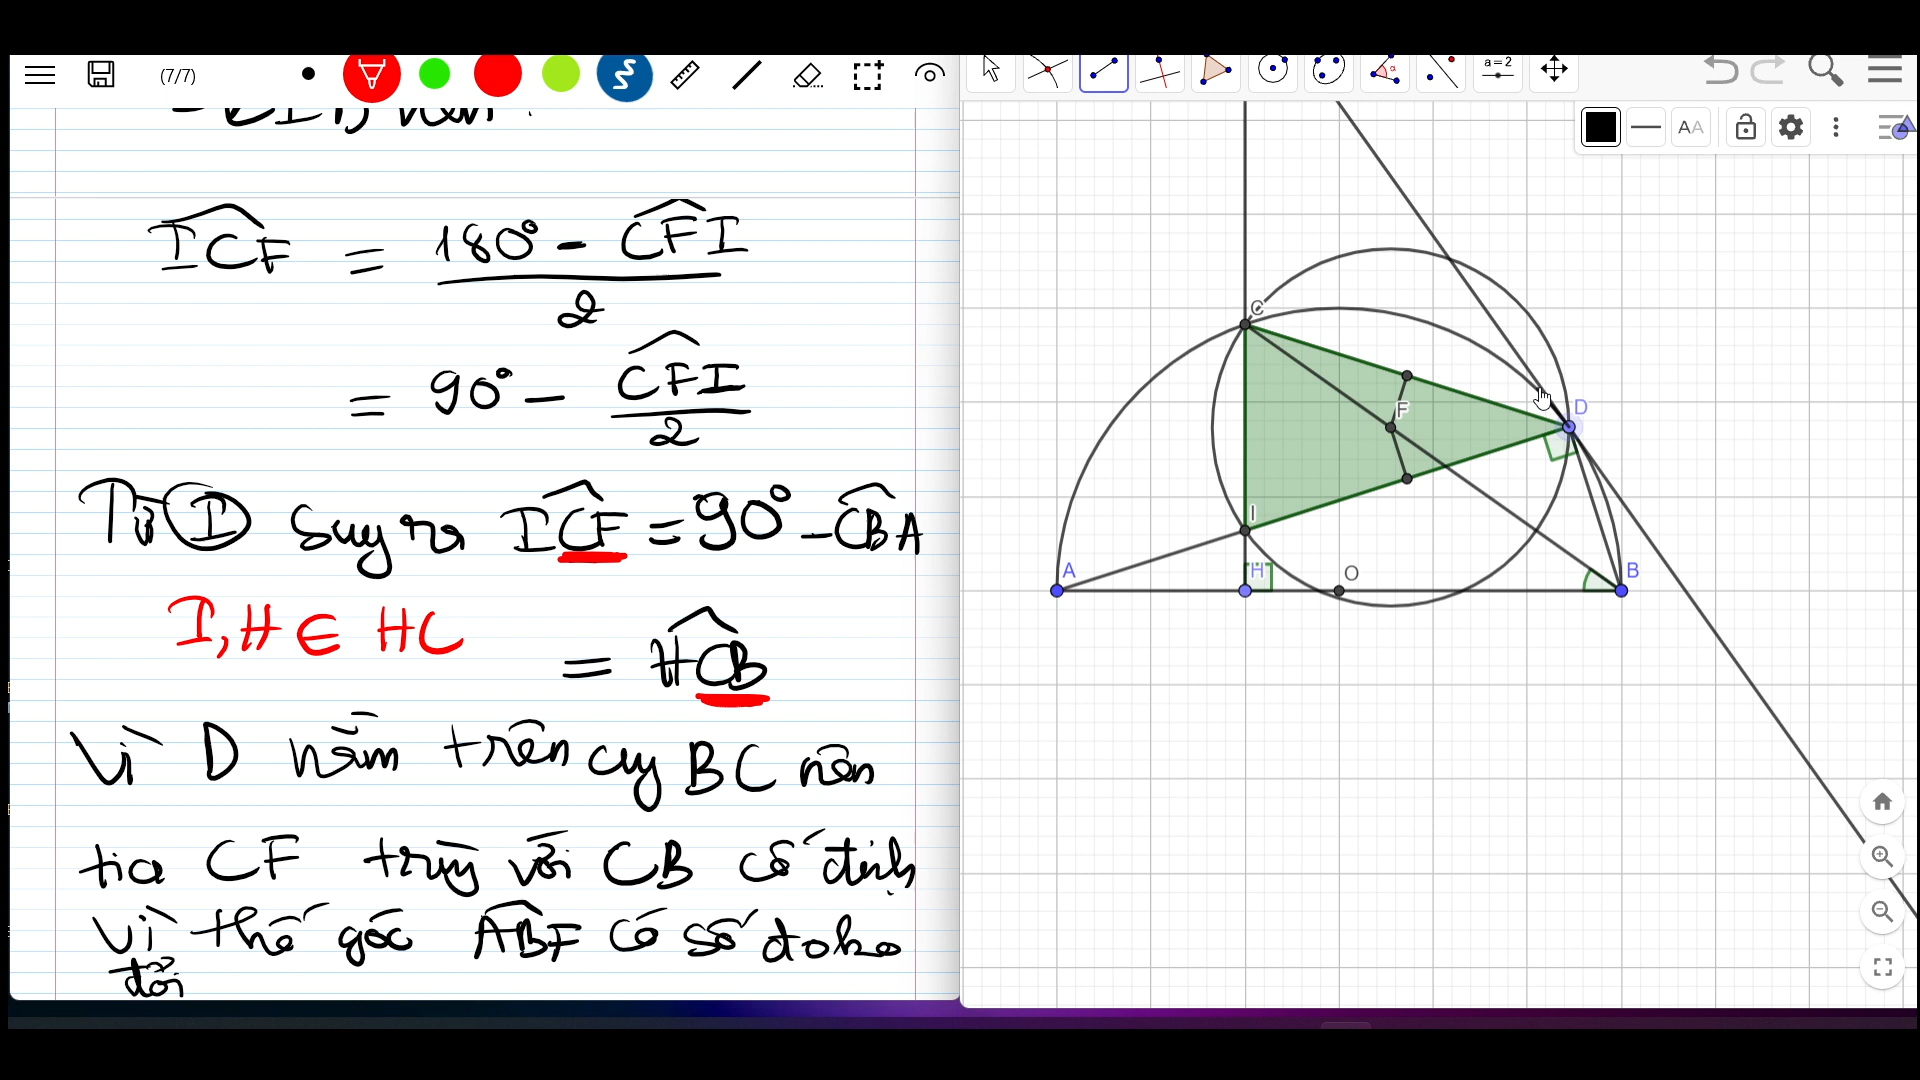 (7/7)
a = 2
AA
ICF = 180° - CFI
2
= 90° - CFI
2
Từ I Suy ra ICF = 90° - CBA
I, H ∈ HC
= HCB
Vì D nằm trên cung BC nên
tia CF trùng với CB cố định
Vì thế góc ABF có số đo ko
đổi
C
D
F
I
A
H
O
B